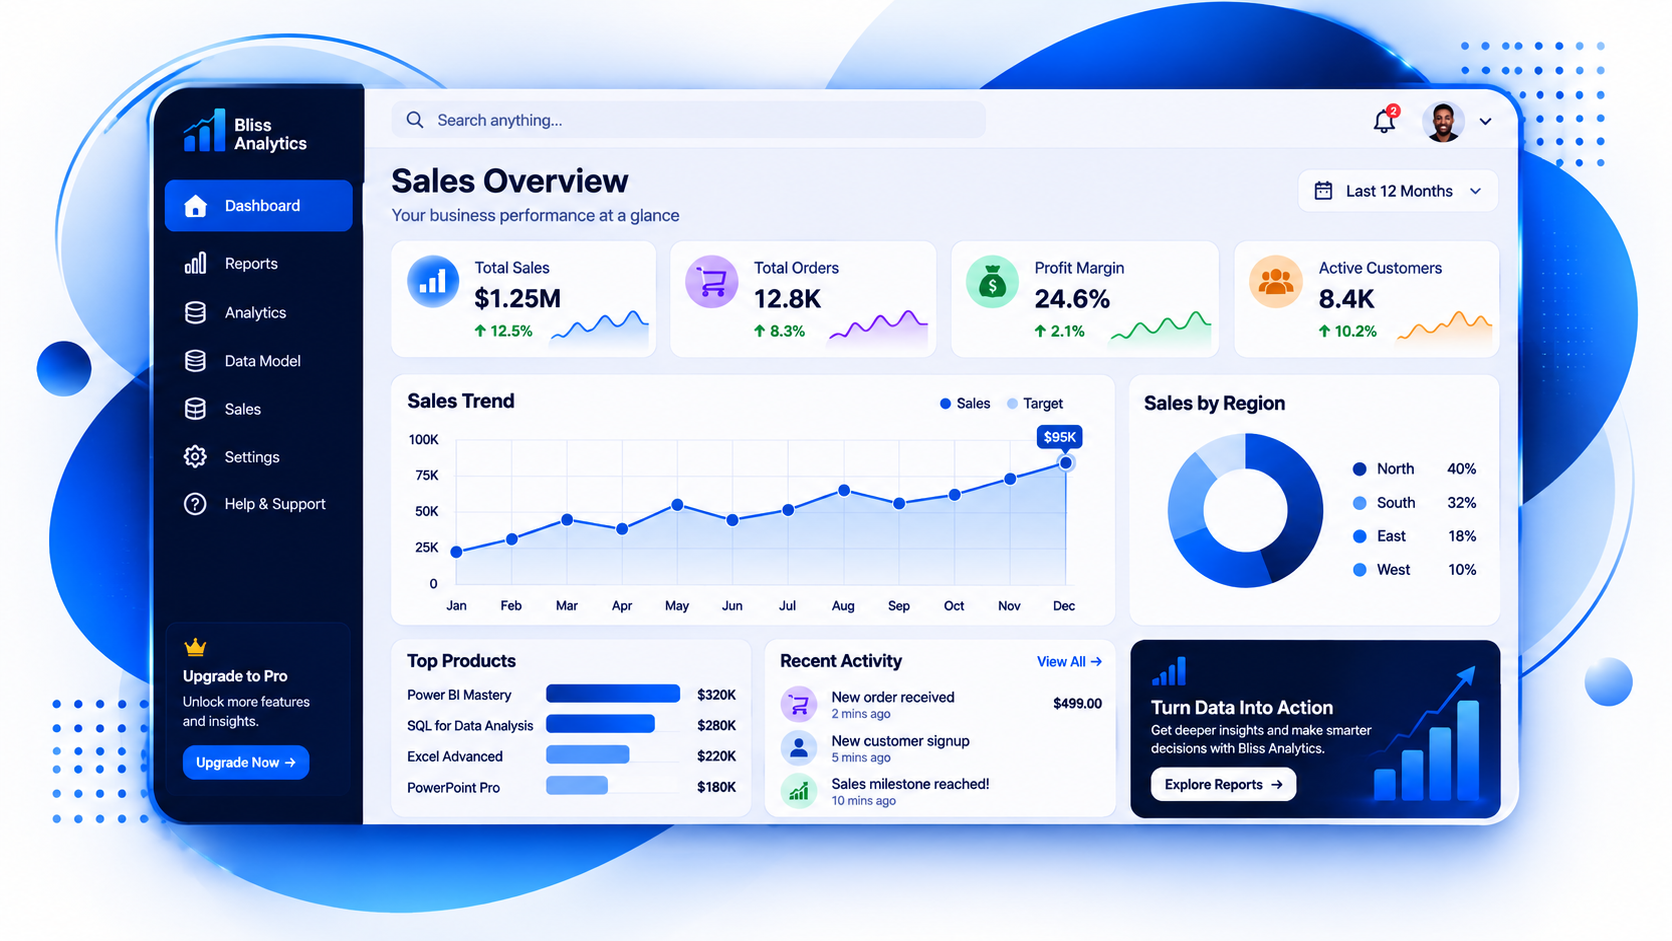 Bliss
Analytics
Search anything...
2
Dashboard
Reports
Analytics
Data Model
Sales
Settings
Help & Support
Upgrade to Pro
Unlock more features
and insights.
Upgrade Now →
Sales Overview
Your business performance at a glance
Last 12 Months
Total Sales
$1.25M
↑ 12.5%
Total Orders
12.8K
↑ 8.3%
Profit Margin
$
24.6%
↑ 2.1%
Active Customers
8.4K
↑ 10.2%
Sales Trend
Sales Target
$95K
100K
75K
50K
25K
0
Jan Feb Mar Apr May Jun Jul Aug Sep Oct Nov Dec
Sales by Region
North 40%
South 32%
East 18%
West 10%
Top Products
Power BI Mastery $320K
SQL for Data Analysis $280K
Excel Advanced $220K
PowerPoint Pro $180K
Recent Activity View All →
New order received $499.00
2 mins ago
New customer signup
5 mins ago
Sales milestone reached!
10 mins ago
Turn Data Into Action
Get deeper insights and make smarter
decisions with Bliss Analytics.
Explore Reports →